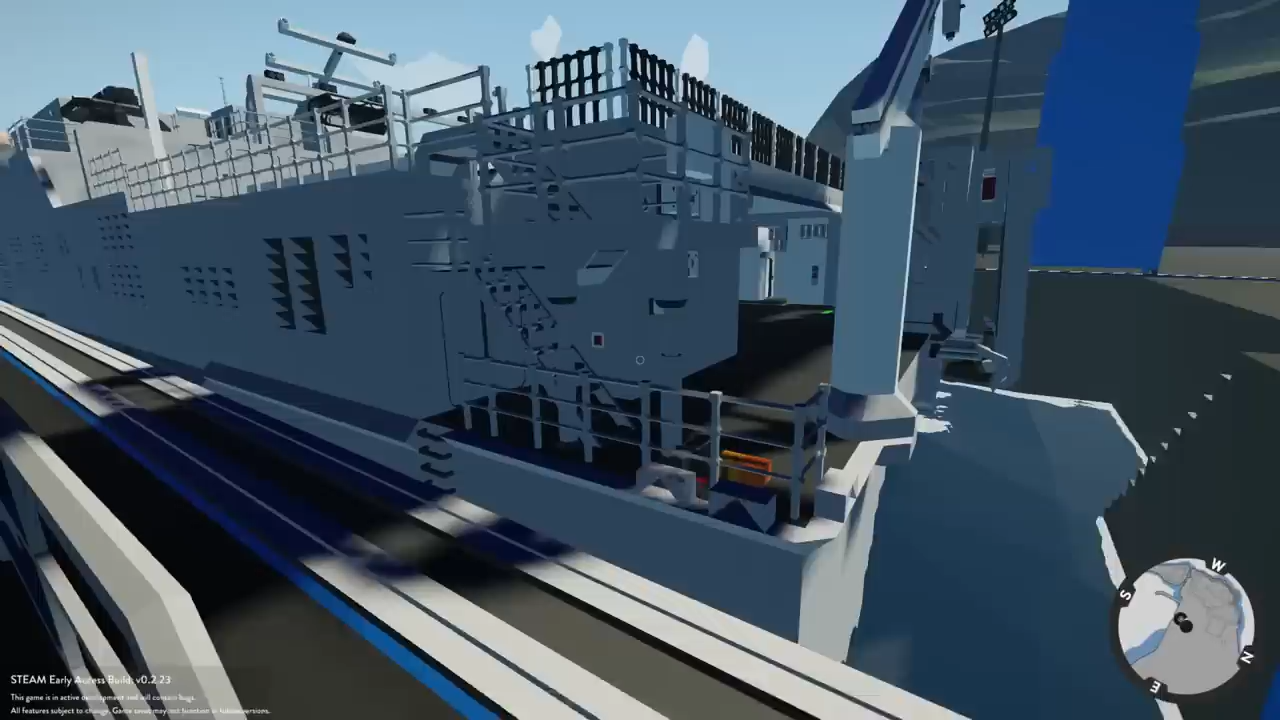 STEAM Early Access Build: v0.2.23
This game is in active development and will contain bugs.
All features subject to change. Game saves may not function in future versions.
W
S
N
E